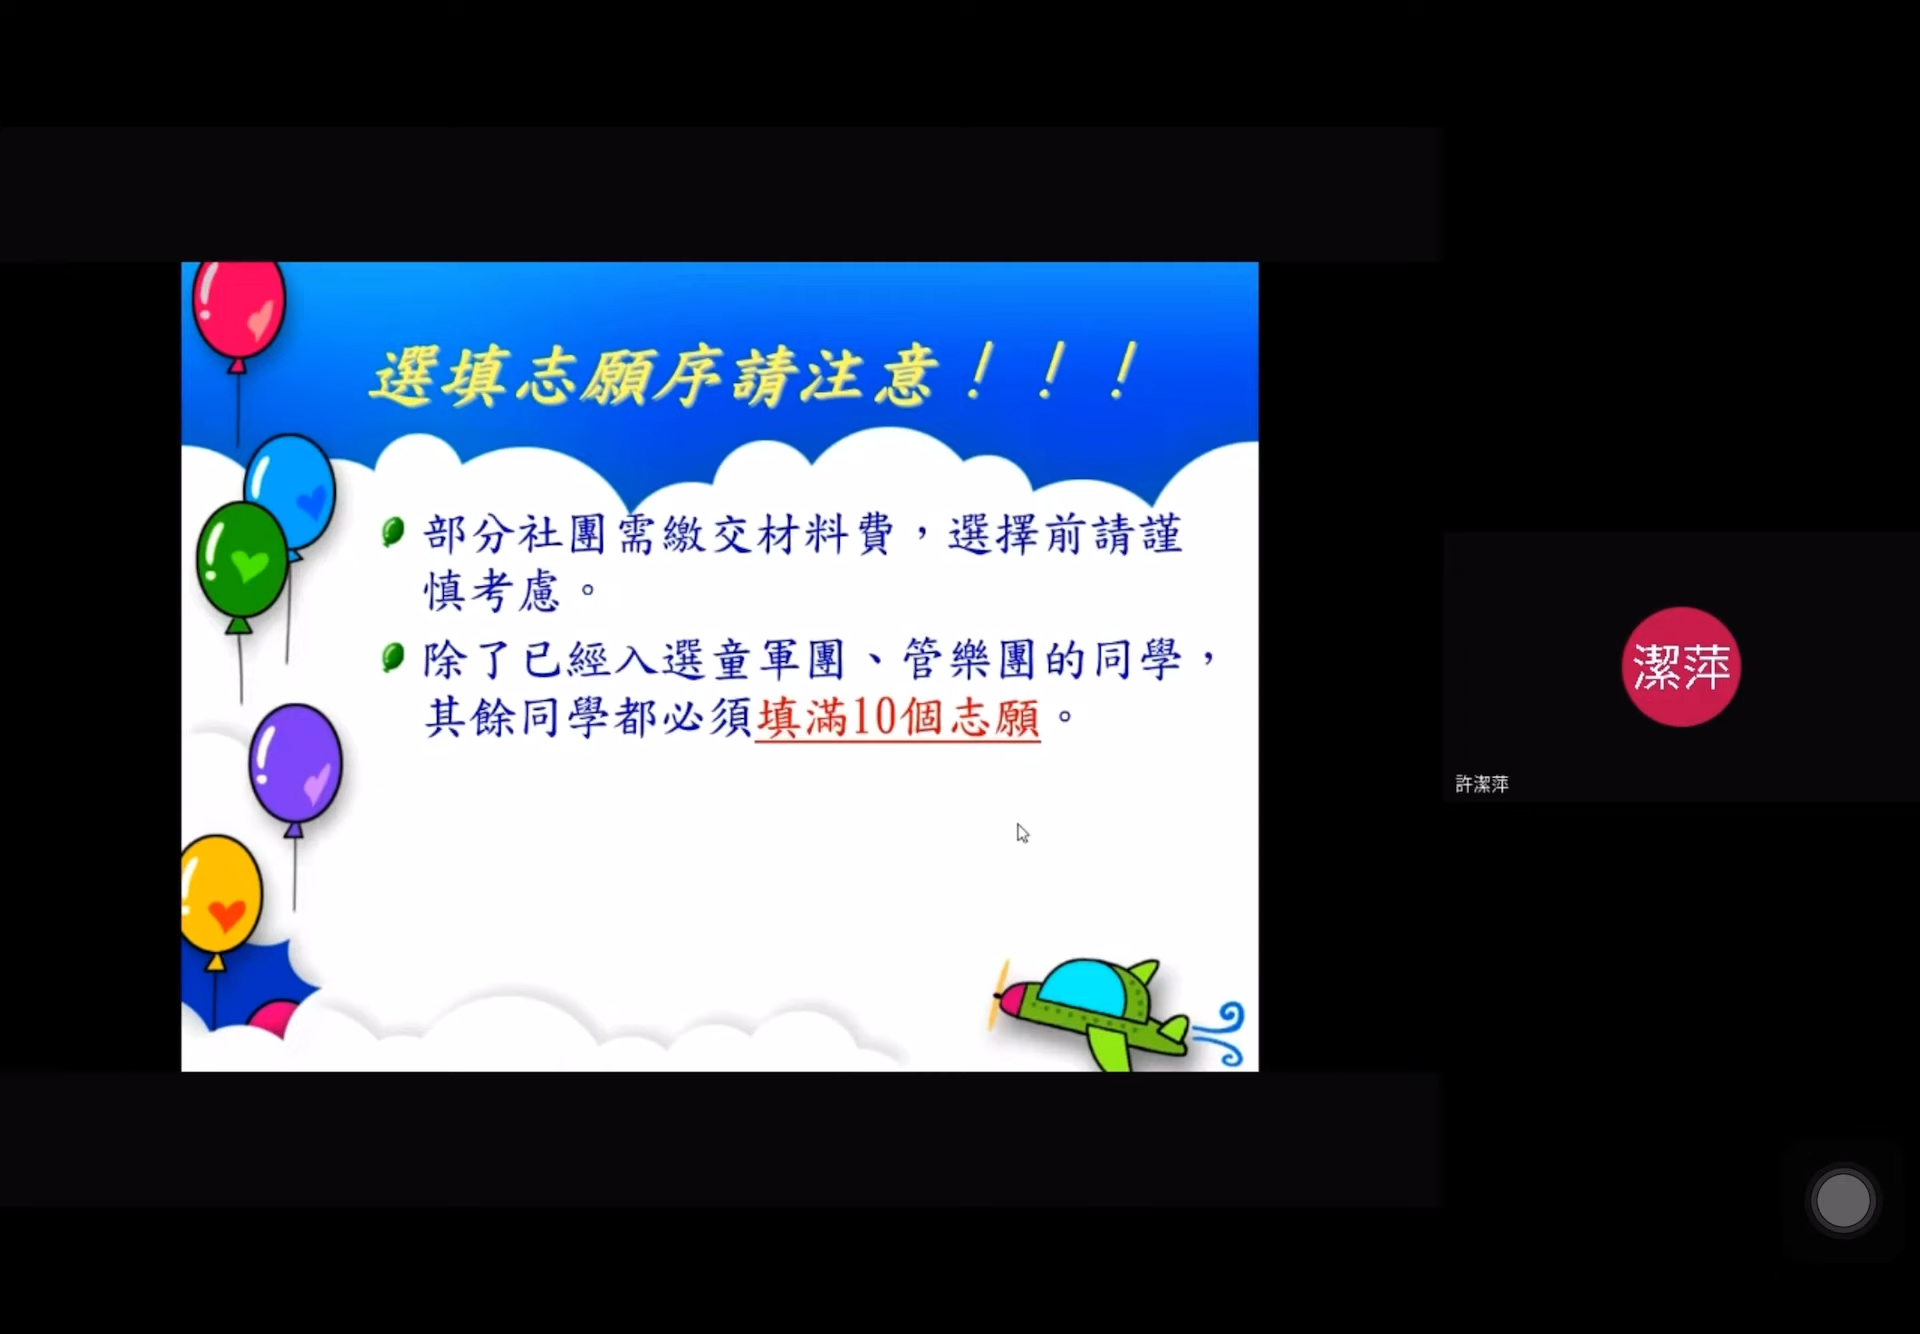 選填志願序請注意！！！
部分社團需繳交材料費，選擇前請謹
慎考慮。
除了已經入選童軍團、管樂團的同學，
其餘同學都必須填滿10個志願。
潔萍
許潔萍